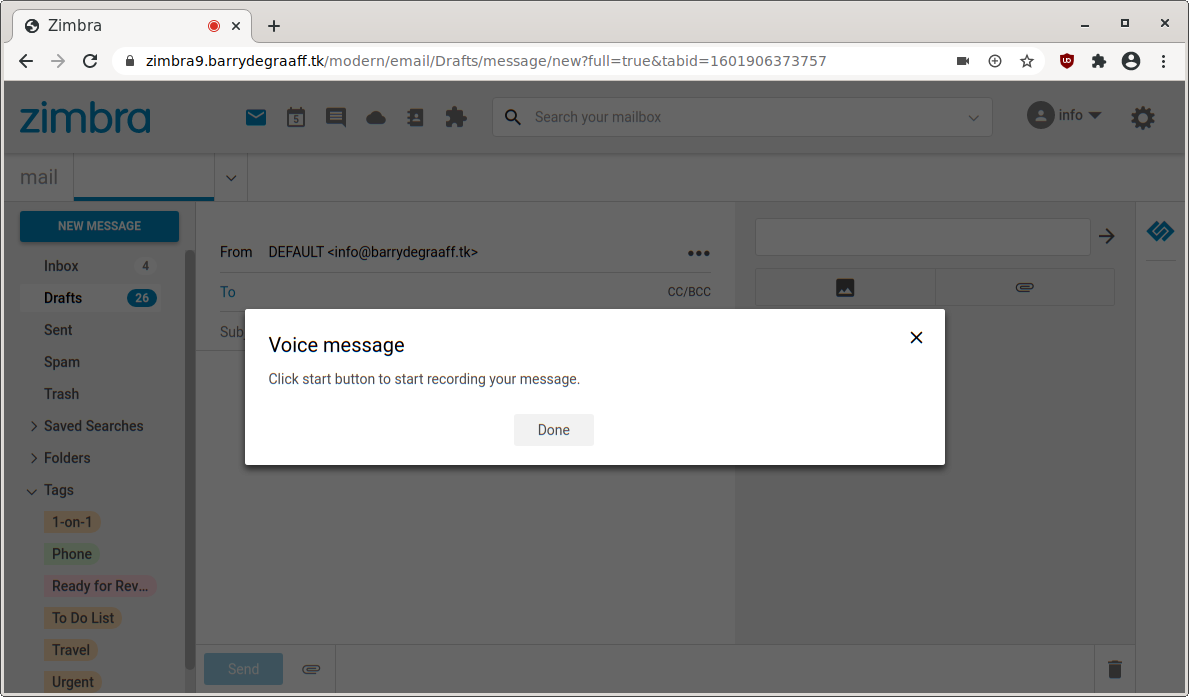 Zimbra
zimbra9.barrydegraaff.tk/modern/email/Drafts/message/new?full=true&tabid=1601906373757
zimbra
5
Search your mailbox
info
mail
NEW MESSAGE
Inbox 4
Drafts 26
Sent
Spam
Trash
Saved Searches
Folders
Tags
1-on-1
Phone
Ready for Rev...
To Do List
Travel
Urgent
From DEFAULT <info@barrydegraaff.tk>
To CC/BCC
Sub
Voice message
Click start button to start recording your message.
Done
Send